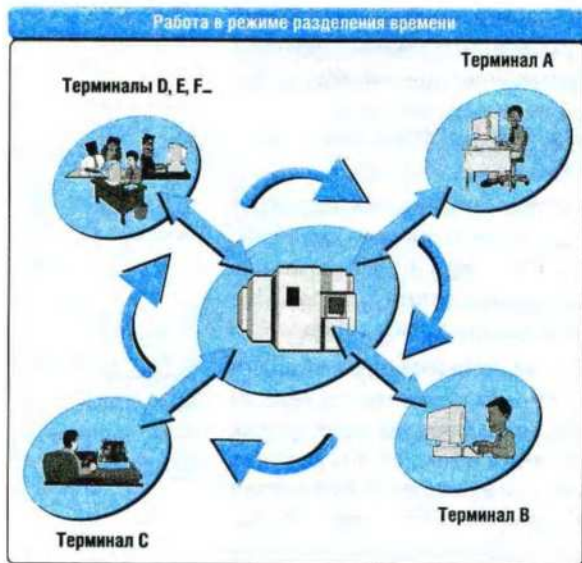 Работа в режиме разделения времени
Терминал A
Терминалы D, E, F...
Терминал C
Терминал B